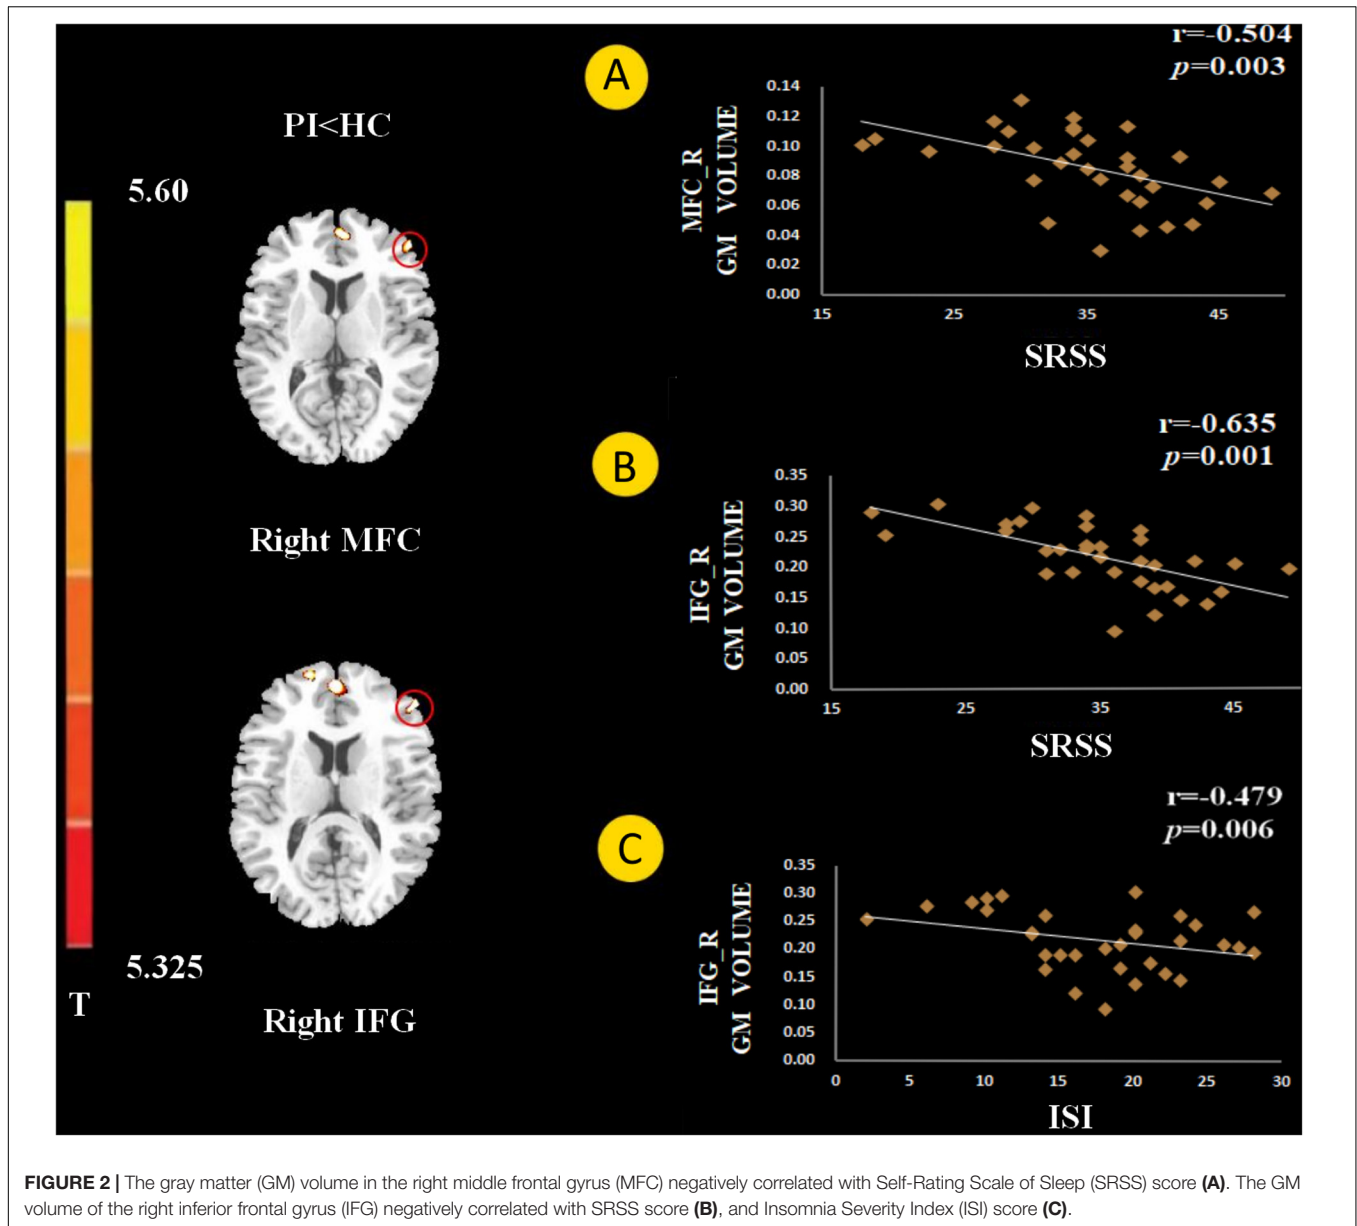 PI<HC
5.60
5.325
T
Right MFC
Right IFG
A
r=-0.504
p=0.003
MFC_R
GM VOLUME
0.14
0.12
0.10
0.08
0.06
0.04
0.02
0.00
15 25 35 45
SRSS
B
r=-0.635
p=0.001
IFG_R
GM VOLUME
0.35
0.30
0.25
0.20
0.15
0.10
0.05
0.00
15 25 35 45
SRSS
C
r=-0.479
p=0.006
IFG_R
GM VOLUME
0.35
0.30
0.25
0.20
0.15
0.10
0.05
0.00
0 5 10 15 20 25 30
ISI
FIGURE 2 | The gray matter (GM) volume in the right middle frontal gyrus (MFC) negatively correlated with Self-Rating Scale of Sleep (SRSS) score (A). The GM
volume of the right inferior frontal gyrus (IFG) negatively correlated with SRSS score (B), and Insomnia Severity Index (ISI) score (C).